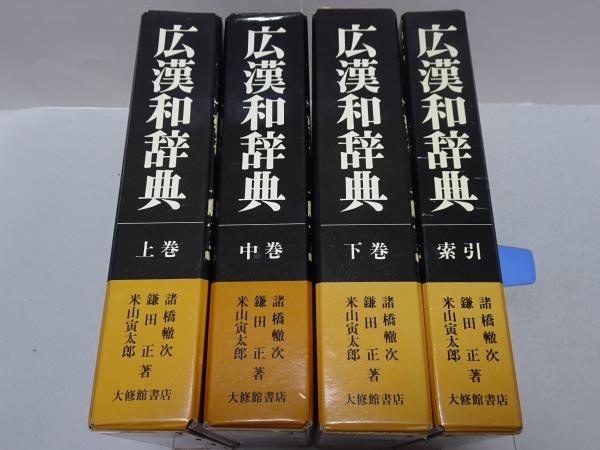 広漢和辞典
上巻
諸橋轍次
鎌田正
米山寅太郎
著
大修館書店
広漢和辞典
中巻
諸橋轍次
鎌田正
米山寅太郎
著
大修館書店
広漢和辞典
下巻
諸橋轍次
鎌田正
米山寅太郎
著
大修館書店
広漢和辞典
索引
諸橋轍次
鎌田正
米山寅太郎
著
大修館書店